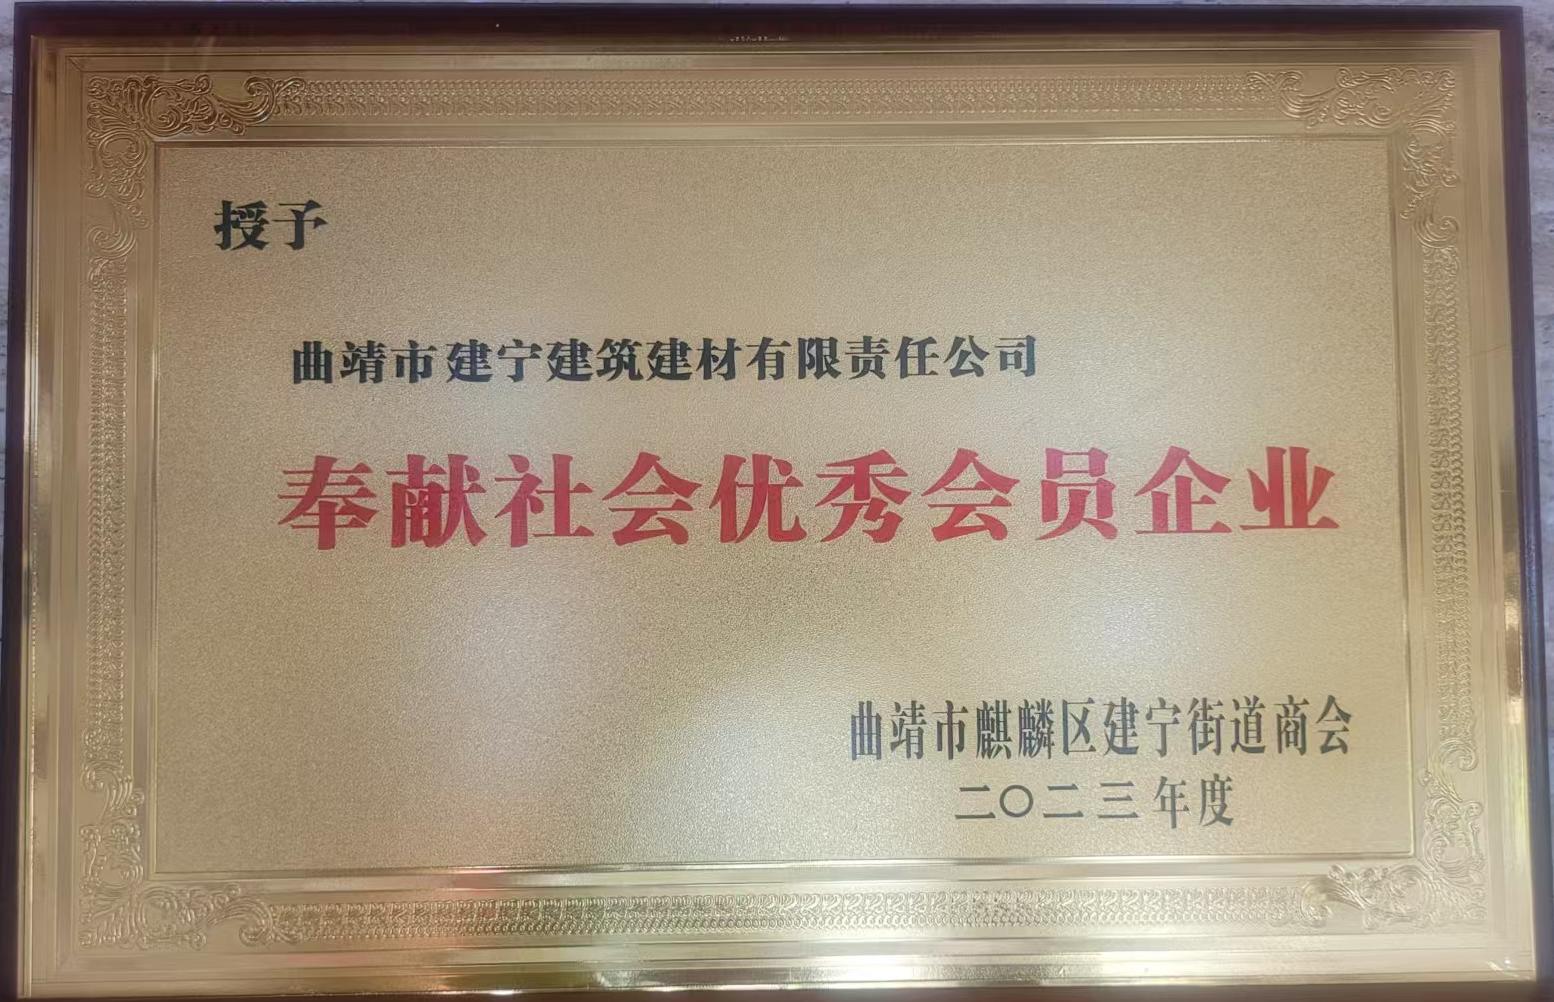 授予
曲靖市建宁建筑建材有限责任公司
奉献社会优秀会员企业
曲靖市麒麟区建宁街道商会
二〇二三年度